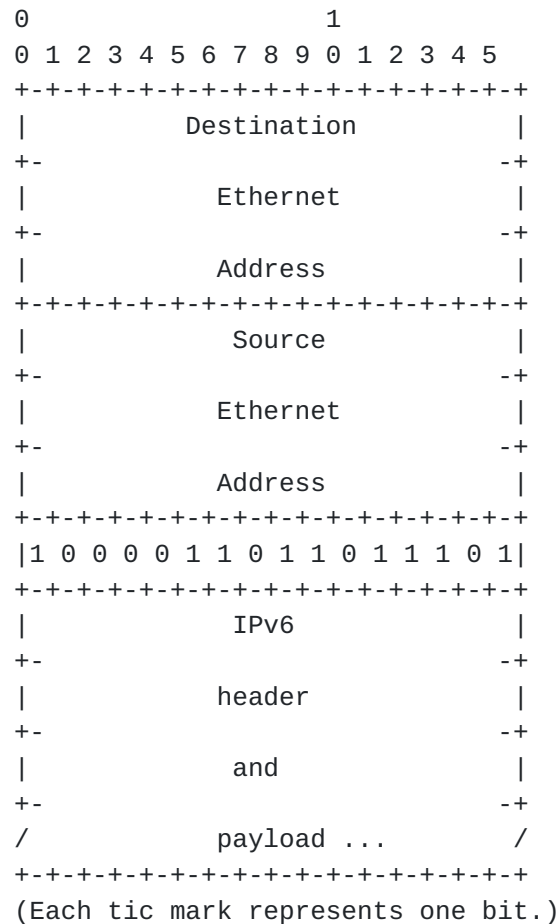 0                   1
0 1 2 3 4 5 6 7 8 9 0 1 2 3 4 5
+-+-+-+-+-+-+-+-+-+-+-+-+-+-+-+-+
|          Destination          |
+-                             -+
|            Ethernet           |
+-                             -+
|            Address            |
+-+-+-+-+-+-+-+-+-+-+-+-+-+-+-+-+
|             Source            |
+-                             -+
|            Ethernet           |
+-                             -+
|            Address            |
+-+-+-+-+-+-+-+-+-+-+-+-+-+-+-+-+
|1 0 0 0 0 1 1 0 1 1 0 1 1 1 0 1|
+-+-+-+-+-+-+-+-+-+-+-+-+-+-+-+-+
|             IPv6              |
+-                             -+
|            header             |
+-                             -+
|             and               |
+-                             -+
/            payload ...        /
+-+-+-+-+-+-+-+-+-+-+-+-+-+-+-+-+
(Each tic mark represents one bit.)